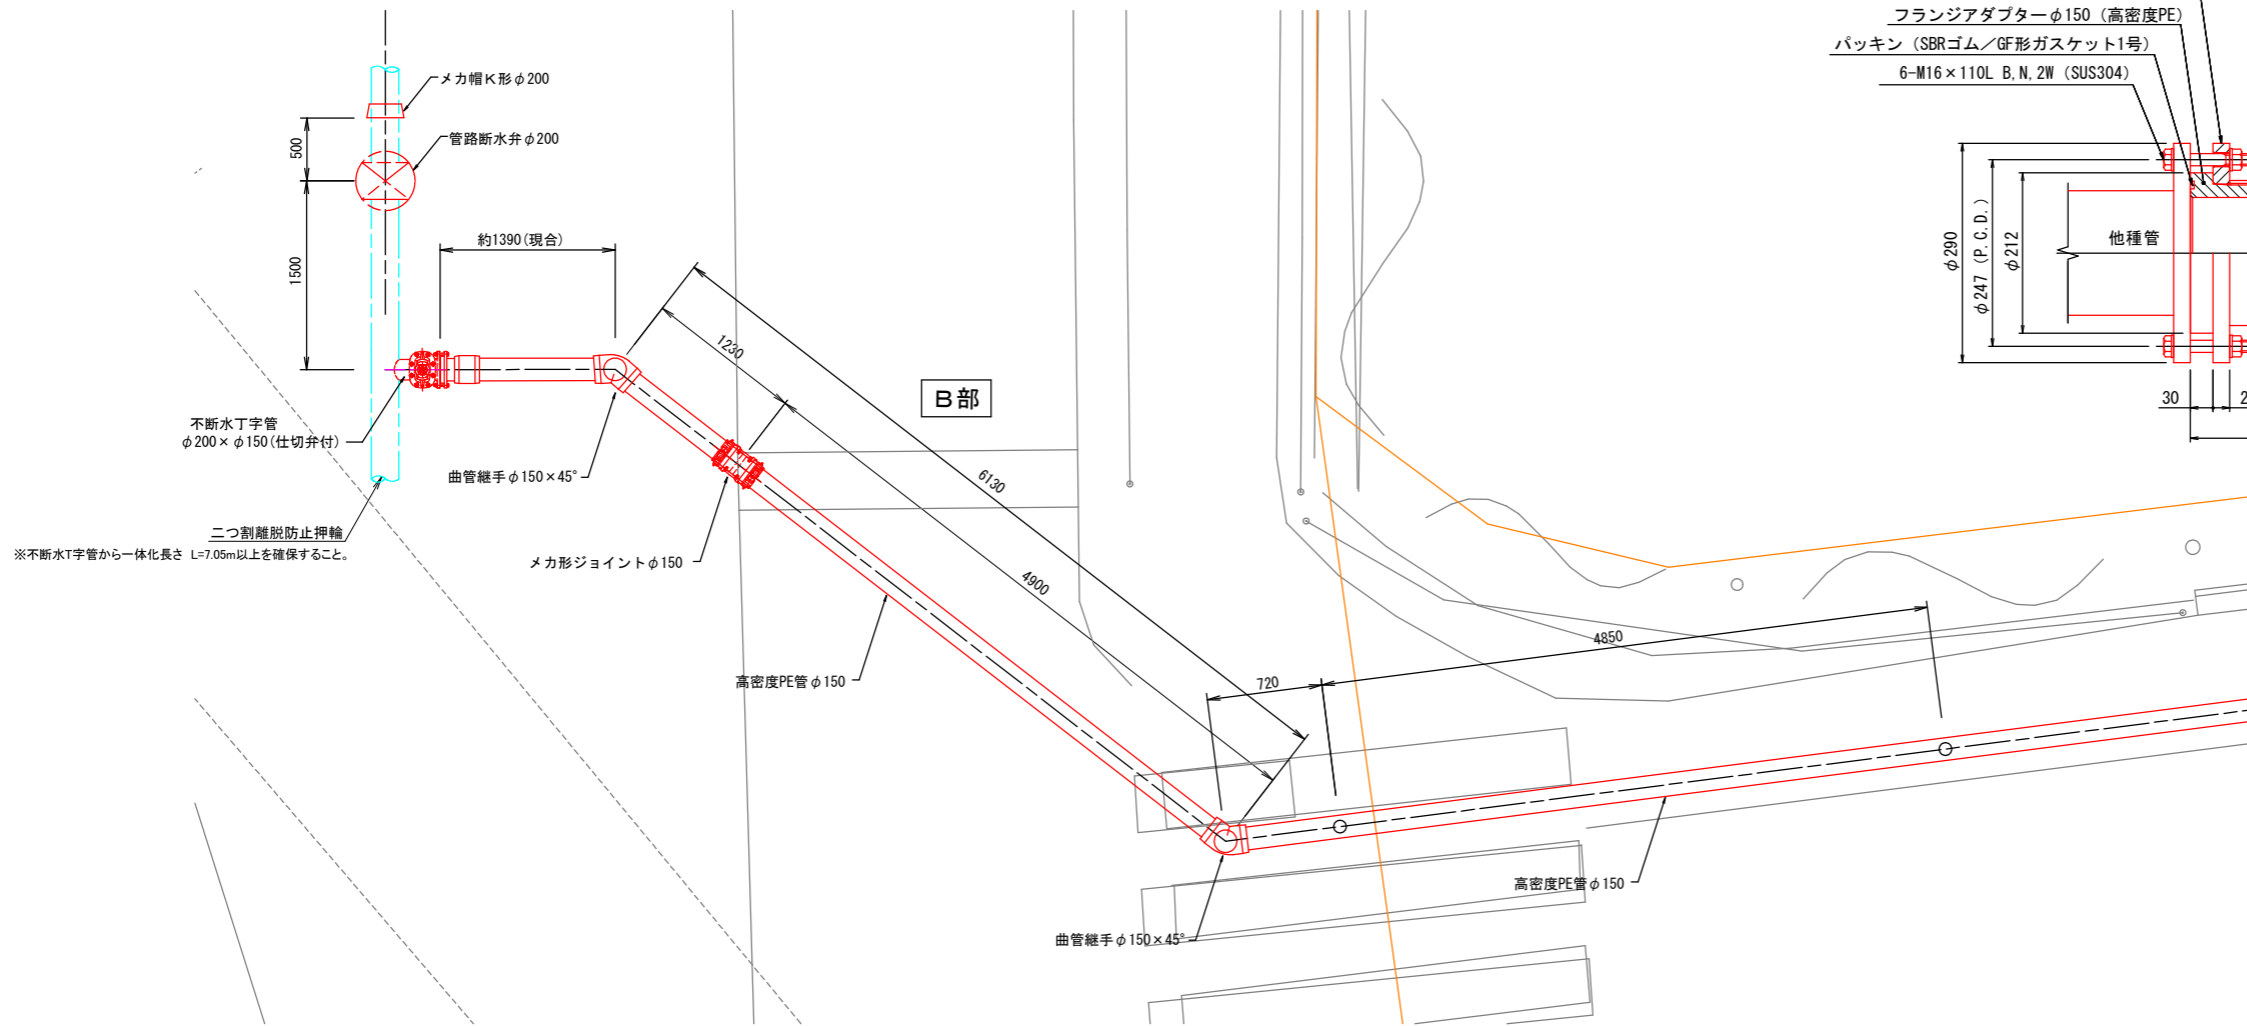 メカ帽K形φ200
管路断水弁φ200
500
1500
約1390(現合)
不断水丁字管
φ200×φ150(仕切弁付)
曲管継手φ150×45°
二つ割離脱防止押輪
※不断水T字管から一体化長さ L=7.05m以上を確保すること。
メカ形ジョイントφ150
高密度PE管φ150
1230
6130
4900
B部
720
4850
曲管継手φ150×45°
高密度PE管φ150
フランジアダプターφ150（高密度PE）
パッキン（SBRゴム／GF形ガスケット1号）
6-M16×110L B,N,2W（SUS304）
φ290
φ247 (P.C.D.)
φ212
他種管
30
2